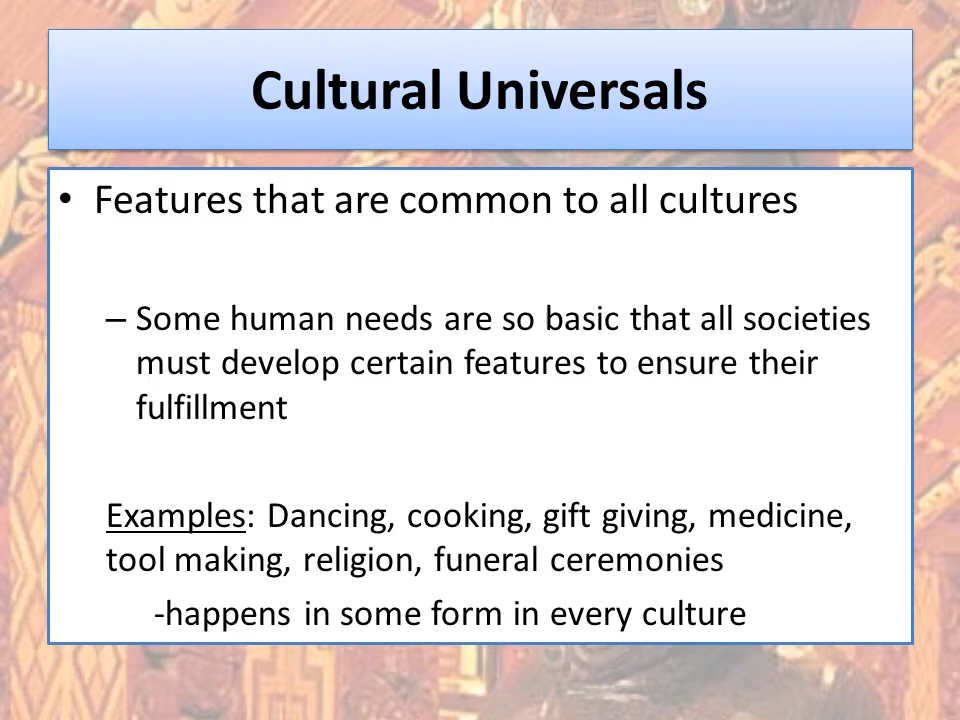 Cultural Universals
• Features that are common to all cultures
– Some human needs are so basic that all societies
must develop certain features to ensure their
fulfillment
Examples: Dancing, cooking, gift giving, medicine,
tool making, religion, funeral ceremonies
-happens in some form in every culture